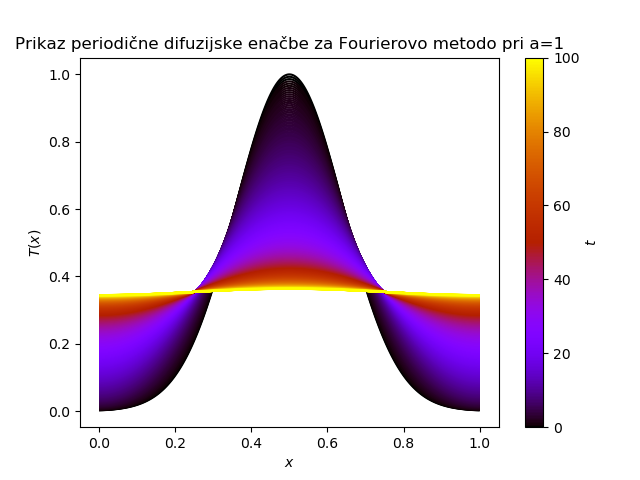 Prikaz periodične difuzijske enačbe za Fourierovo metodo pri a=1
T(x)
1.0
0.8
0.6
0.4
0.2
0.0
0.0 0.2 0.4 0.6 0.8 1.0
x
100
80
60
40
20
0
t